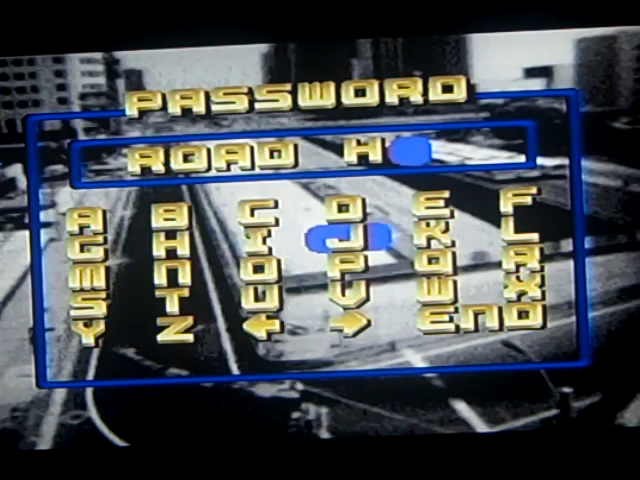 PASSWORD
ROAD H
A B C D E F
G H I J K L
M N O P Q R
S T U V W X
Y Z ← → END